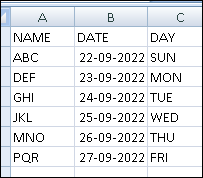 A B C
NAME DATE DAY
ABC 22-09-2022 SUN
DEF 23-09-2022 MON
GHI 24-09-2022 TUE
JKL 25-09-2022 WED
MNO 26-09-2022 THU
PQR 27-09-2022 FRI